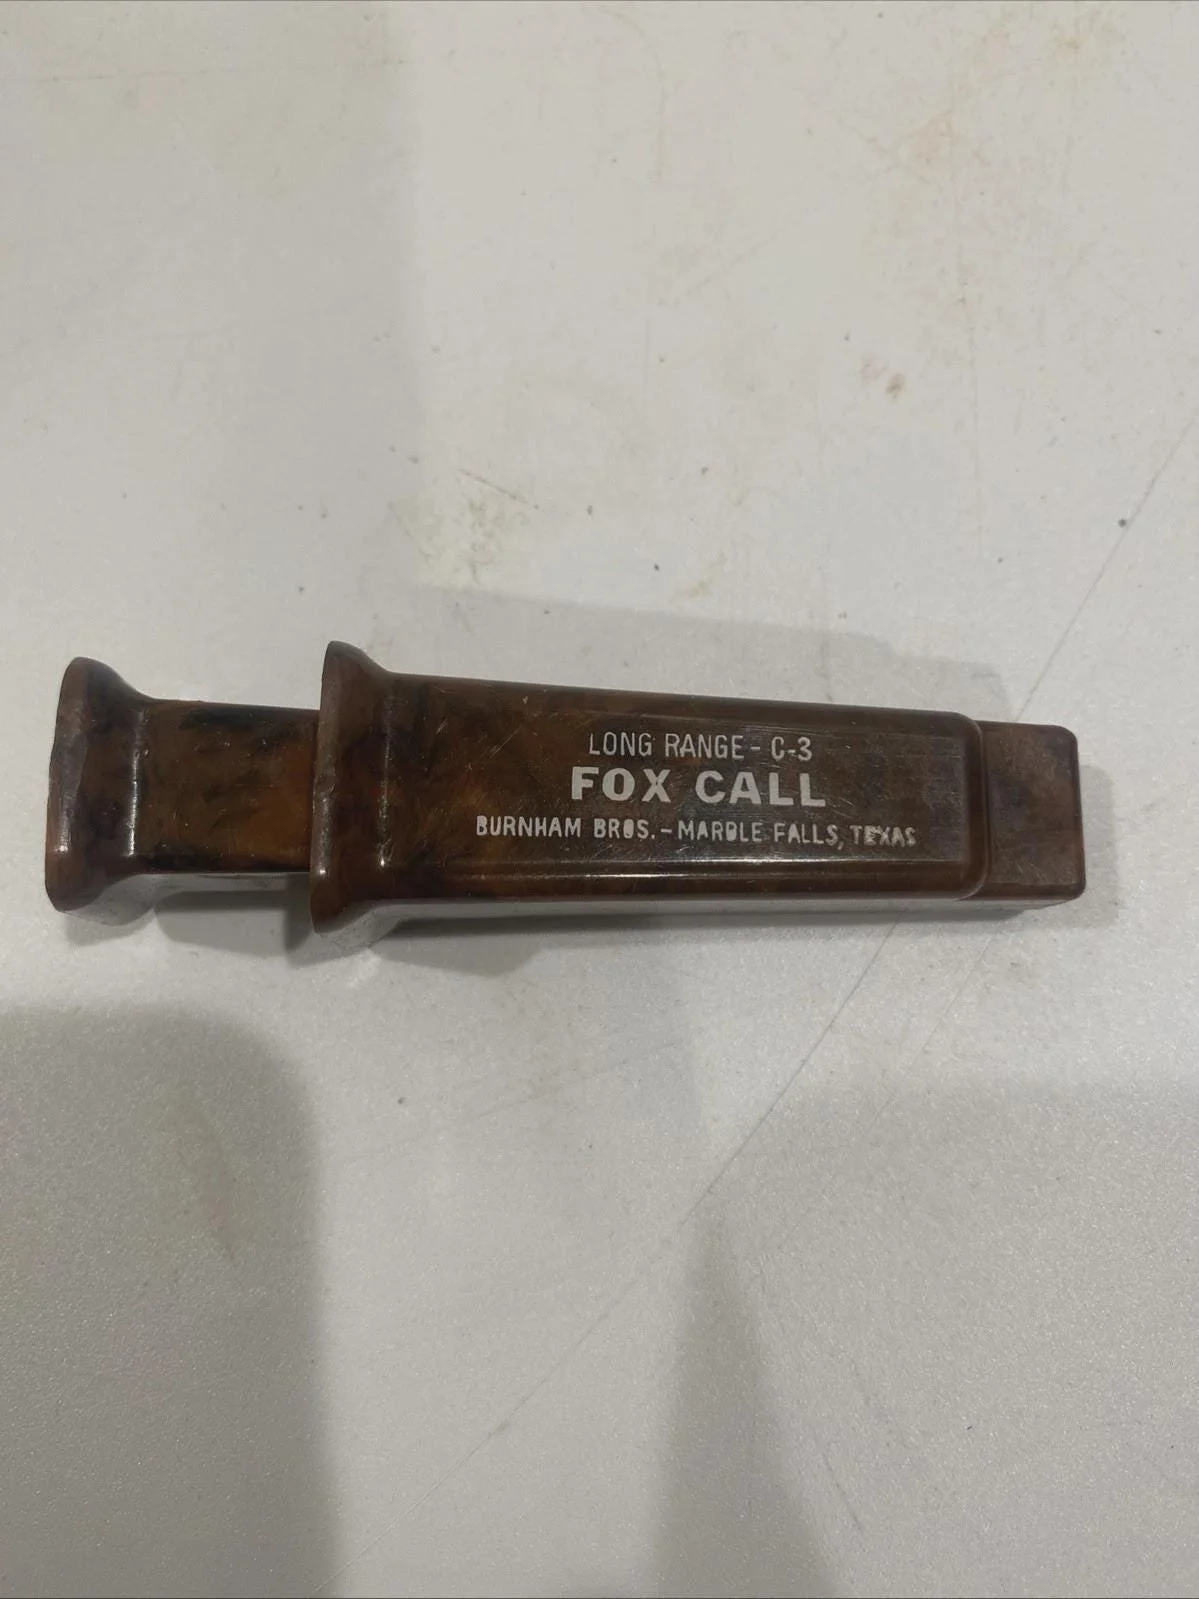 LONG RANGE - C-3
FOX CALL
BURNHAM BROS. - MARBLE FALLS, TEXAS